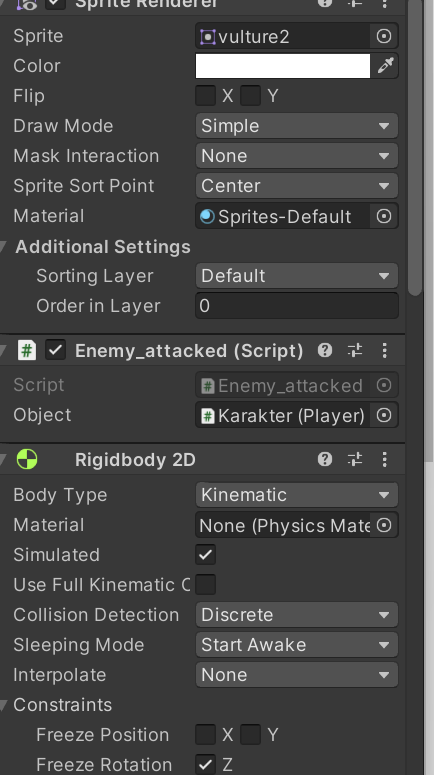 Sprite Renderer
Sprite vulture2
Color
Flip X Y
Draw Mode Simple
Mask Interaction None
Sprite Sort Point Center
Material Sprites-Default
Additional Settings
Sorting Layer Default
Order in Layer 0
# Enemy_attacked (Script)
Script # Enemy_attacked
Object # Karakter (Player)
Rigidbody 2D
Body Type Kinematic
Material None (Physics Mate
Simulated
Use Full Kinematic C
Collision Detection Discrete
Sleeping Mode Start Awake
Interpolate None
Constraints
Freeze Position X Y
Freeze Rotation Z